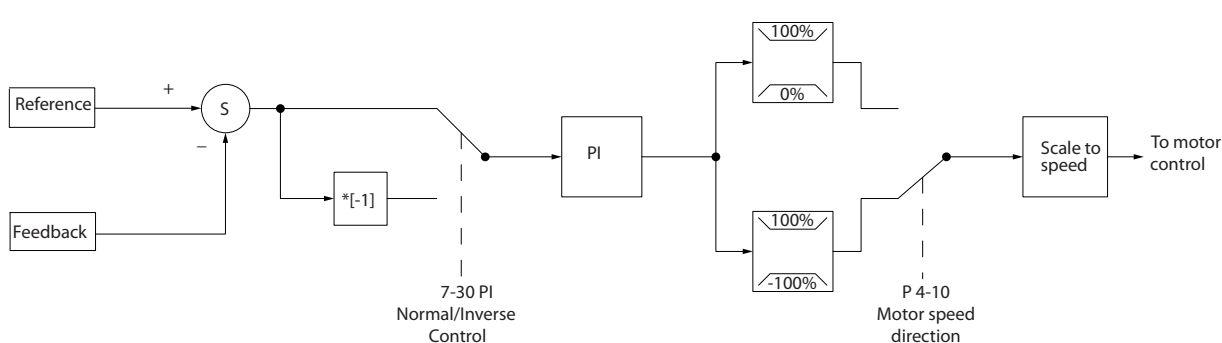 Reference
+
S
−
Feedback
*[-1]
7-30 PI
Normal/Inverse
Control
PI
100%
0%
100%
-100%
P 4-10
Motor speed
direction
Scale to
speed
To motor
control